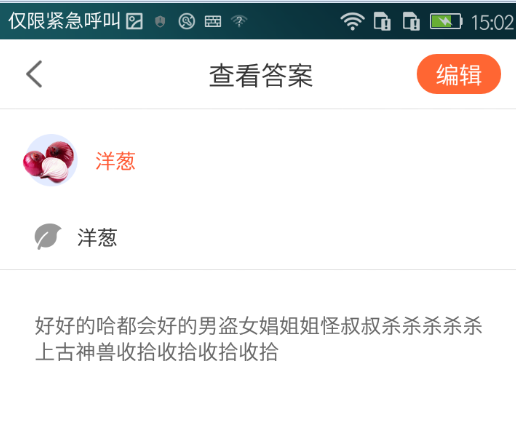 仅限紧急呼叫 15:02
查看答案 编辑
洋葱
洋葱
好好的哈都会好的男盗女娼姐姐怪叔叔杀杀杀杀杀
上古神兽收拾收拾收拾收拾